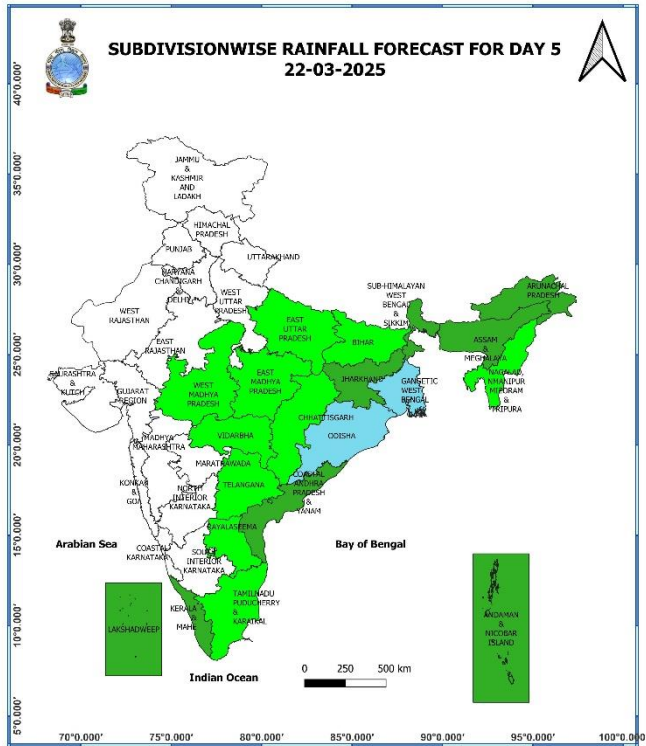 SUBDIVISIONWISE RAINFALL FORECAST FOR DAY 5
22-03-2025
40°0.000'
35°0.000'
30°0.000'
25°0.000'
20°0.000'
15°0.000'
10°0.000'
5°0.000'
JAMMU
&
KASHMIR
AND
LADAKH
HIMACHAL
PRADESH
PUNJAB
UTTARAKHAND
HARYANA
CHANDIGARH
&
DELHI
WEST
UTTAR
PRADESH
WEST
RAJASTHAN
EAST
RAJASTHAN
EAST
UTTAR
PRADESH
BIHAR
SUB-HIMALAYAN
WEST
BENGAL
&
SIKKIM
ARUNACHAL
PRADESH
ASSAM
&
MEGHALAYA
NAGALAD,
MIZORAM
&
TRIPURA
SAURASHTRA
&
KUTCH
GUJARAT
REGION
WEST
MADHYA
PRADESH
EAST
MADHYA
PRADESH
JHARKHAND
GANGETIC
WEST
BENGAL
CHHATTISGARH
ODISHA
VIDARBHA
MADHYA
MAHARASHTRA
MARATHWADA
TELANGANA
COASTAL
ANDHRA
PRADESH
&
YANAM
KONKAN
&
GOA
NORTH
INTERIOR
KARNATAKA
RAYALASEEMA
COASTAL
KARNATAKA
SOUTH
INTERIOR
KARNATAKA
Arabian Sea
Bay of Bengal
LAKSHADWEEP
KERALA
&
MAHE
TAMILNADU
PUDUCHERRY
&
KARAIKAL
ANDAMAN
&
NICOBAR
ISLAND
Indian Ocean
0 250 500 km
70°0.000' 75°0.000' 80°0.000' 85°0.000' 90°0.000' 95°0.000' 100°0.000'